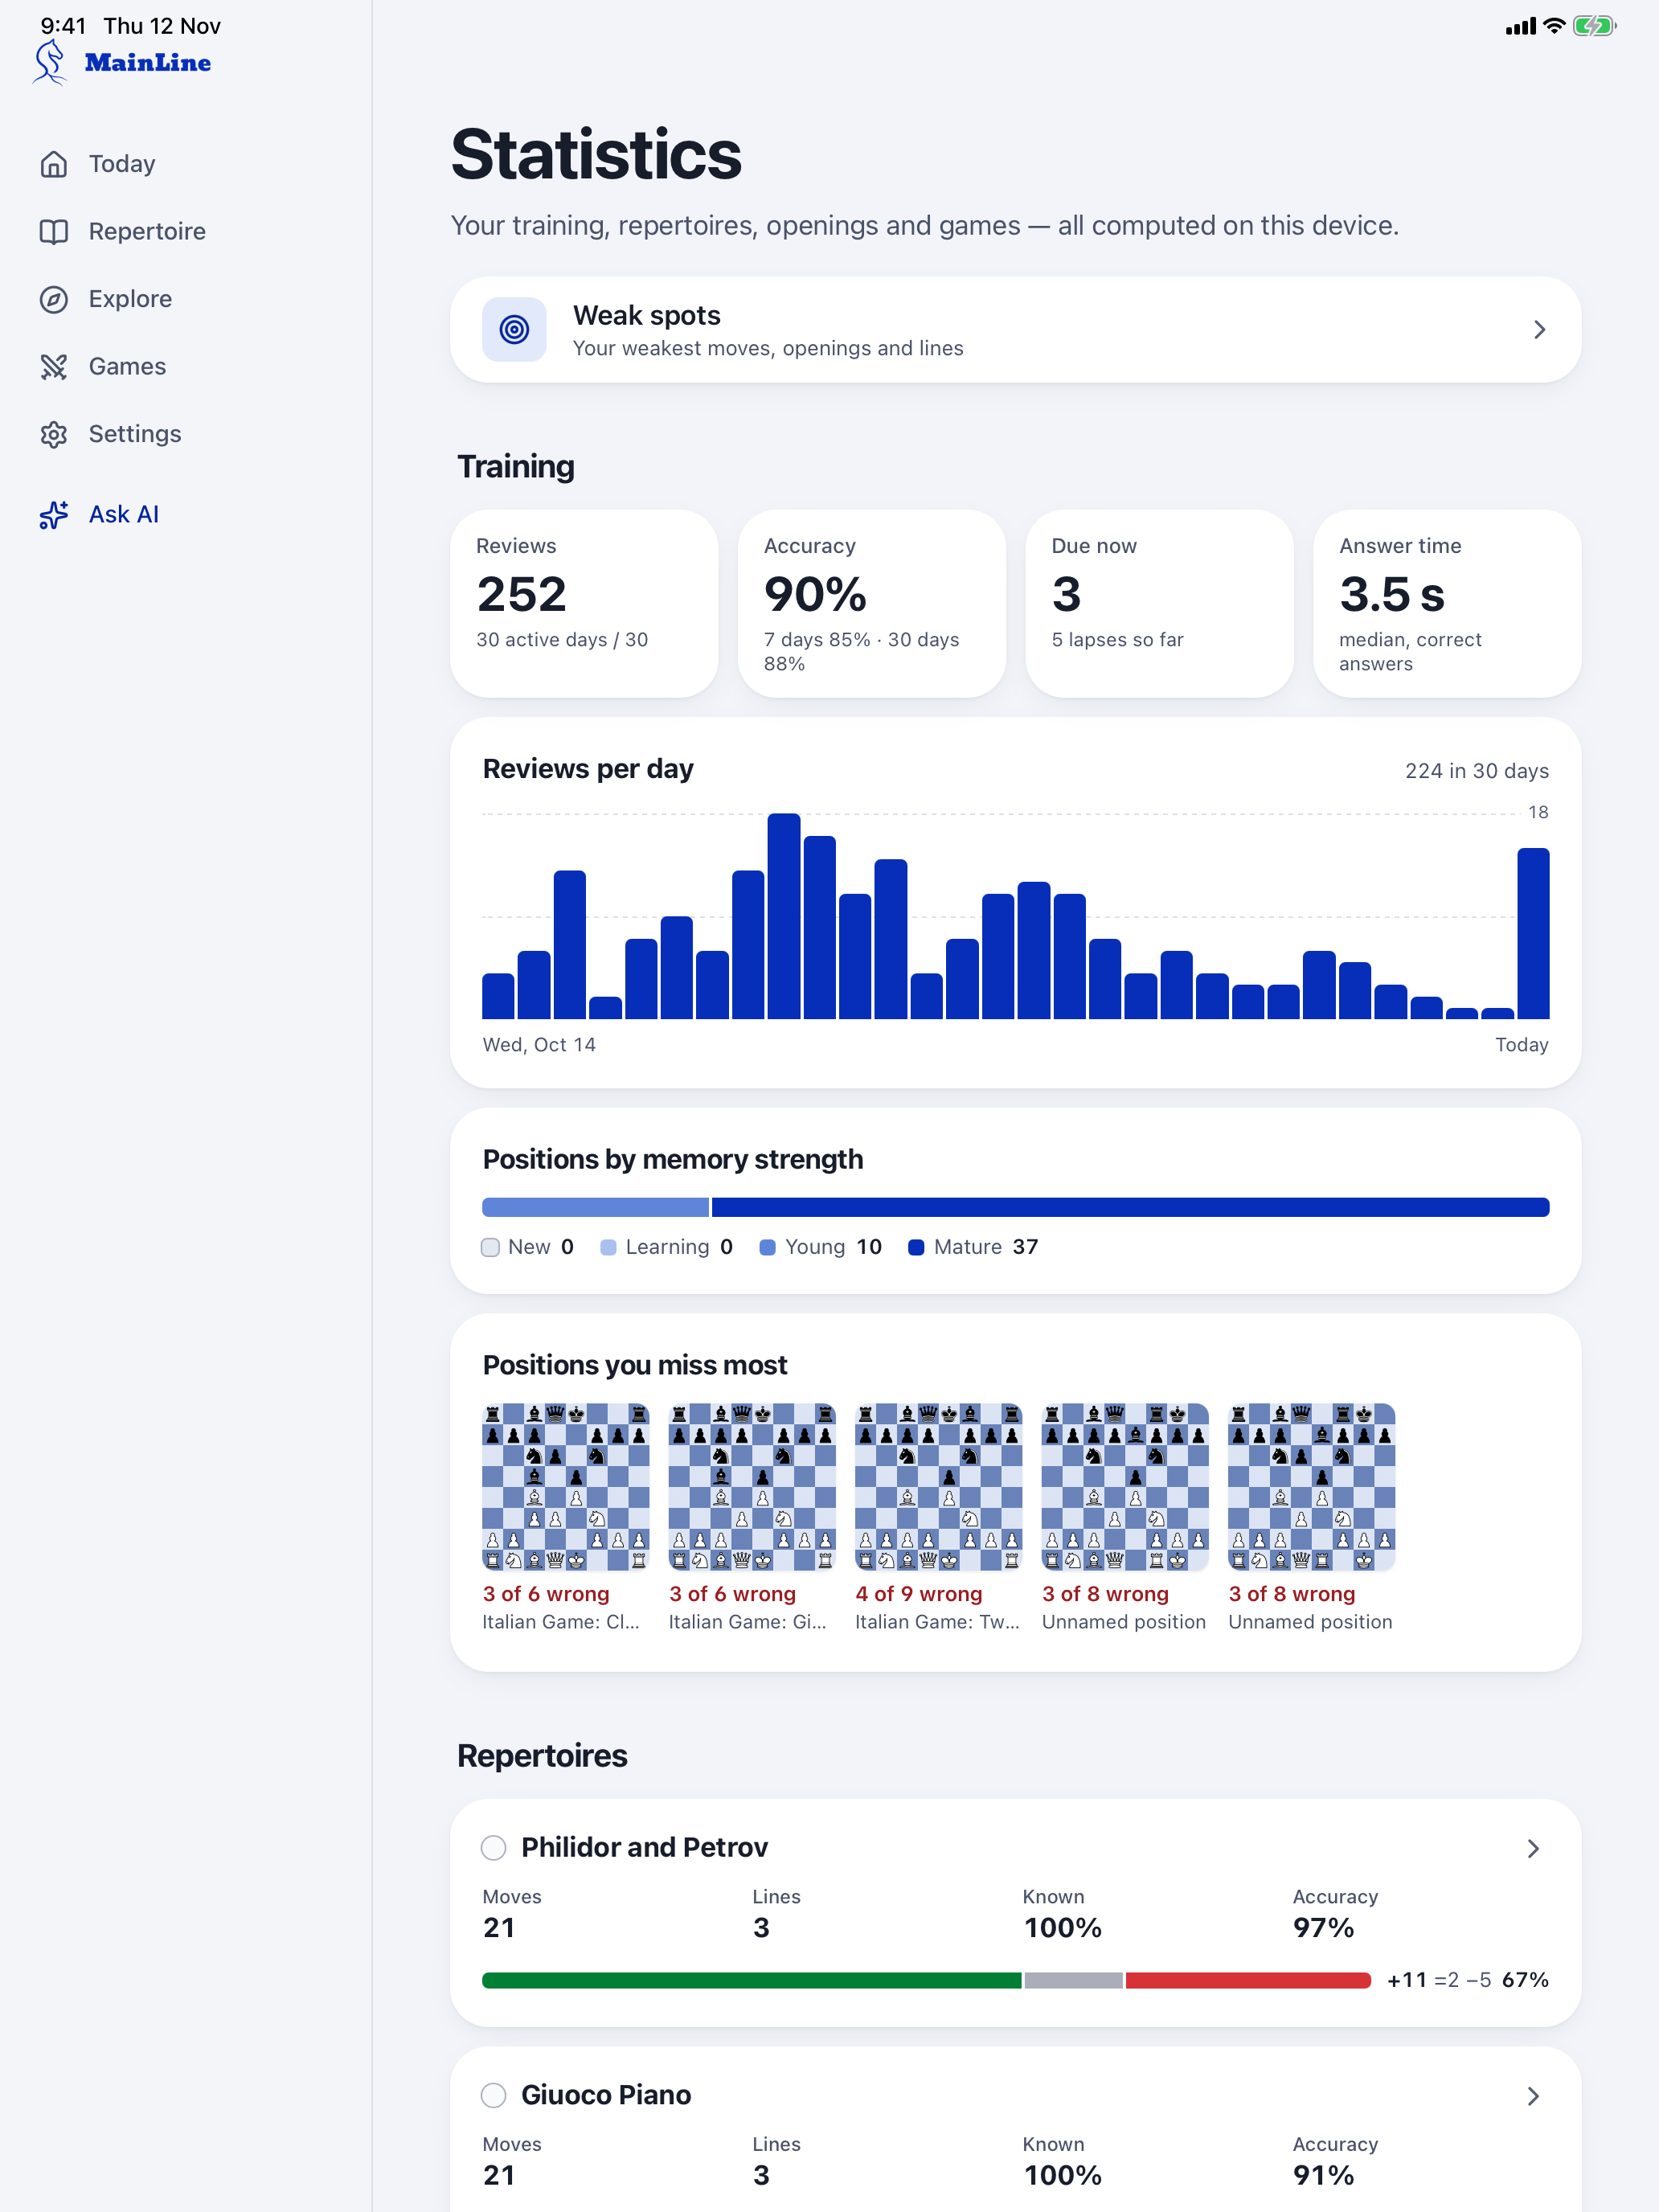 9:41 Thu 12 Nov
MainLine
Today
Repertoire
Explore
Games
Settings
Ask AI
Statistics
Your training, repertoires, openings and games — all computed on this device.
Weak spots
Your weakest moves, openings and lines
Training
Reviews
252
30 active days / 30
Accuracy
90%
7 days 85% · 30 days
88%
Due now
3
5 lapses so far
Answer time
3.5 s
median, correct
answers
Reviews per day
224 in 30 days
18
Wed, Oct 14
Today
Positions by memory strength
New 0
Learning 0
Young 10
Mature 37
Positions you miss most
3 of 6 wrong
Italian Game: Cl...
3 of 6 wrong
Italian Game: Gi...
4 of 9 wrong
Italian Game: Tw...
3 of 8 wrong
Unnamed position
3 of 8 wrong
Unnamed position
Repertoires
Philidor and Petrov
Moves
21
Lines
3
Known
100%
Accuracy
97%
+11 =2 −5 67%
Giuoco Piano
Moves
21
Lines
3
Known
100%
Accuracy
91%